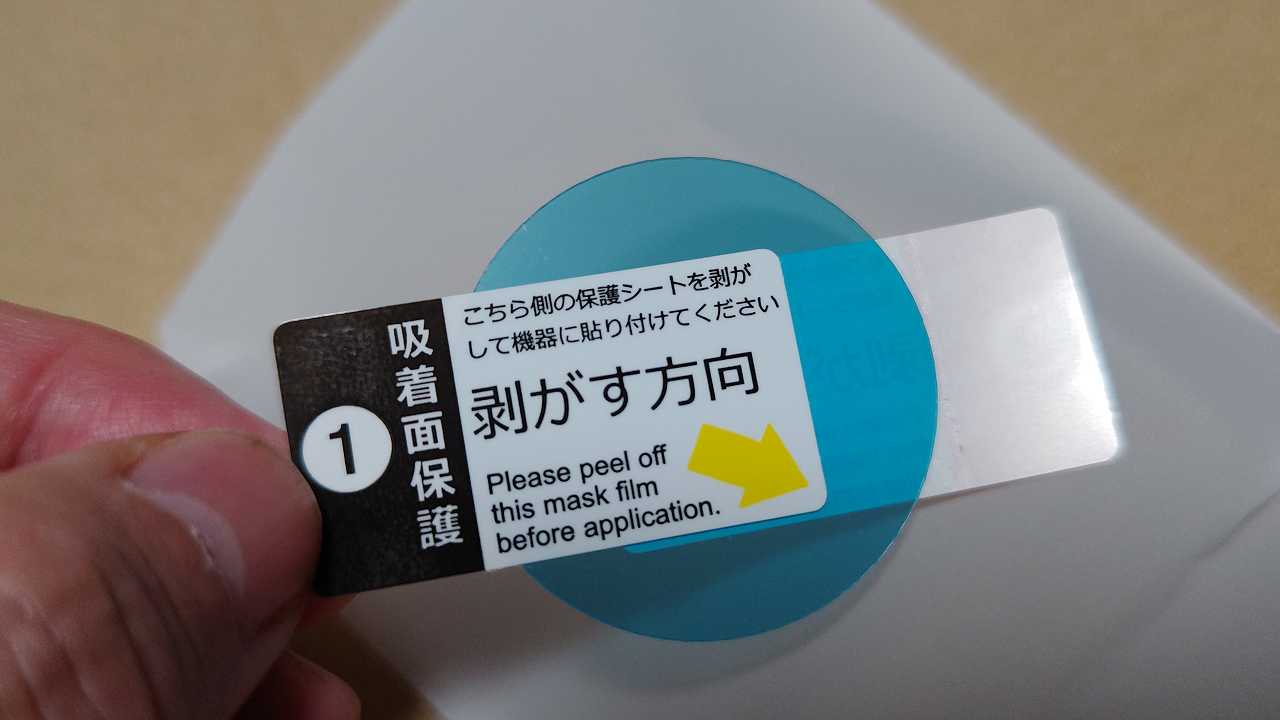 1
吸着面保護
こちら側の保護シートを剥が
して機器に貼り付けてください
剥がす方向
Please peel off
this mask film
before application.